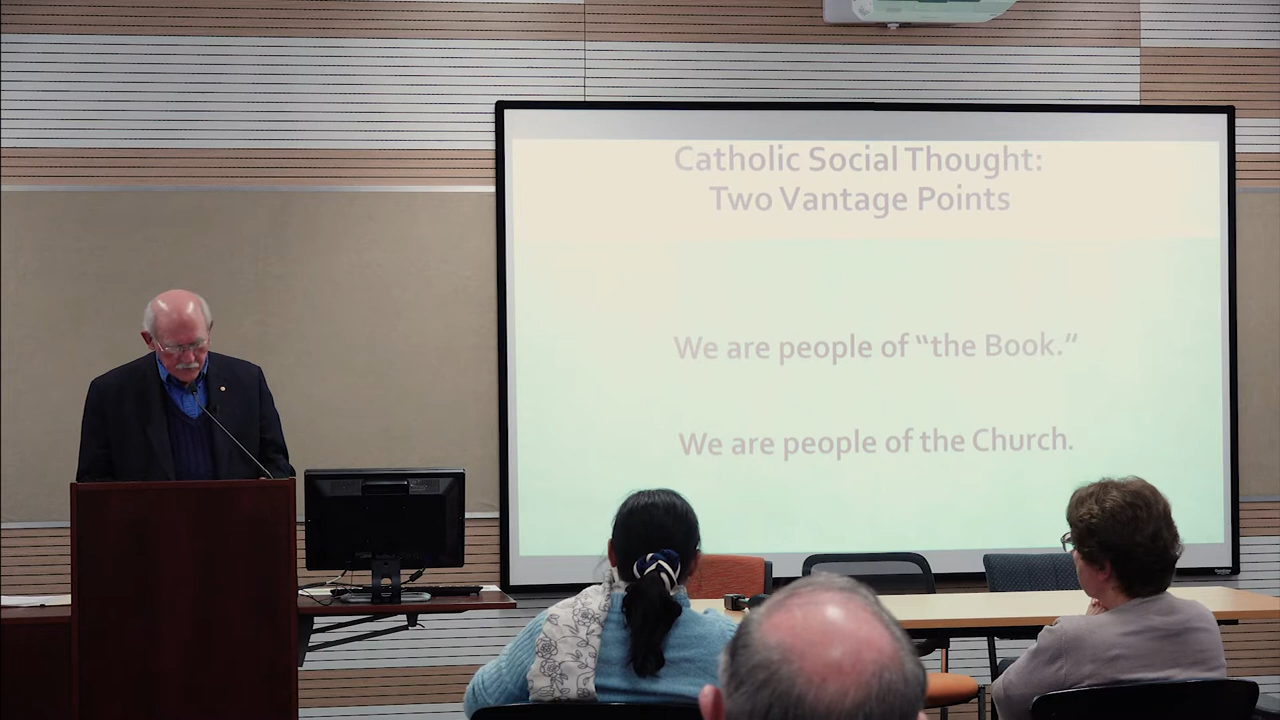 Catholic Social Thought:
Two Vantage Points
We are people of “the Book.”
We are people of the Church.